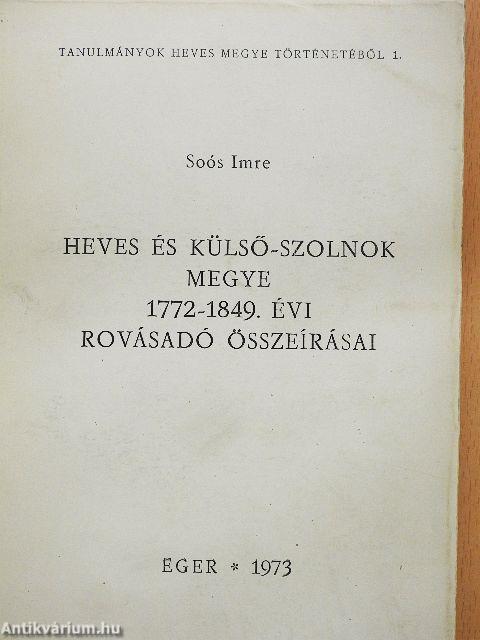 TANULMÁNYOK HEVES MEGYE TÖRTÉNETÉBŐL 1.
Soós Imre
HEVES ÉS KÜLSŐ-SZOLNOK
MEGYE
1772-1849. ÉVI
ROVÁSADÓ ÖSSZEÍRÁSAI
EGER * 1973
Antikvárium.hu